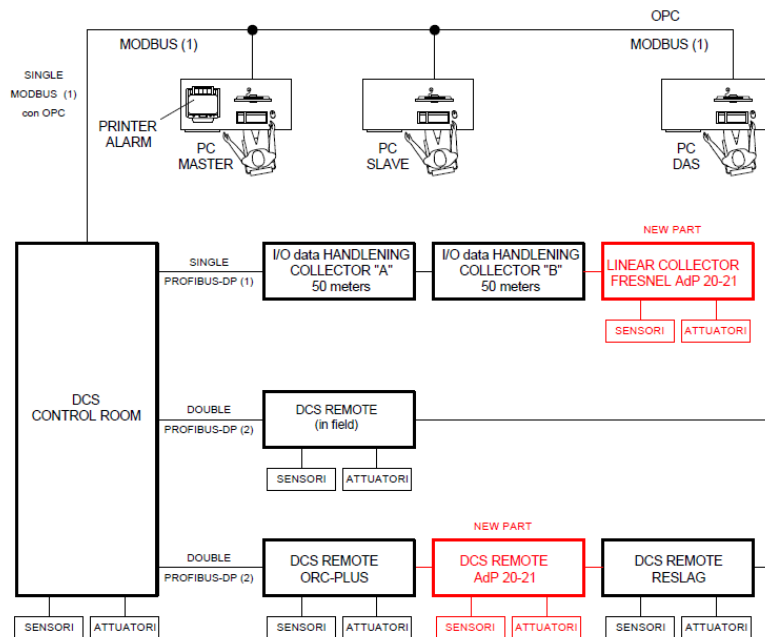 OPC
MODBUS (1)
MODBUS (1)
SINGLE
MODBUS (1)
con OPC
PRINTER
ALARM
PC
MASTER
PC
SLAVE
PC
DAS
NEW PART
SINGLE
PROFIBUS-DP (1)
I/O data HANDLENING
COLLECTOR "A"
50 meters
I/O data HANDLENING
COLLECTOR "B"
50 meters
LINEAR COLLECTOR
FRESNEL AdP 20-21
SENSORI
ATTUATORI
DCS
CONTROL ROOM
DOUBLE
PROFIBUS-DP (2)
DCS REMOTE
(in field)
SENSORI
ATTUATORI
NEW PART
DOUBLE
PROFIBUS-DP (2)
DCS REMOTE
ORC-PLUS
DCS REMOTE
AdP 20-21
DCS REMOTE
RESLAG
SENSORI
ATTUATORI
SENSORI
ATTUATORI
SENSORI
ATTUATORI
SENSORI
ATTUATORI